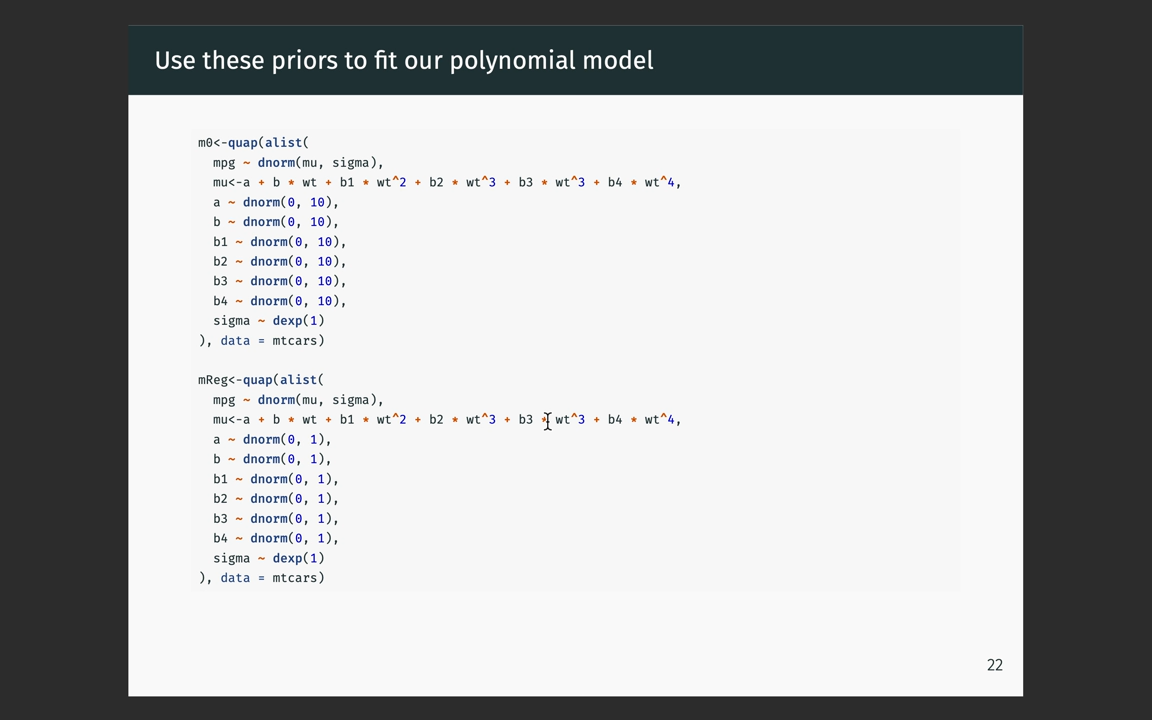 Use these priors to fit our polynomial model
m0<-quap(alist(
  mpg ~ dnorm(mu, sigma),
  mu<-a + b * wt + b1 * wt^2 + b2 * wt^3 + b3 * wt^3 + b4 * wt^4,
  a ~ dnorm(0, 10),
  b ~ dnorm(0, 10),
  b1 ~ dnorm(0, 10),
  b2 ~ dnorm(0, 10),
  b3 ~ dnorm(0, 10),
  b4 ~ dnorm(0, 10),
  sigma ~ dexp(1)
), data = mtcars)
mReg<-quap(alist(
  mpg ~ dnorm(mu, sigma),
  mu<-a + b * wt + b1 * wt^2 + b2 * wt^3 + b3 * wt^3 + b4 * wt^4,
  a ~ dnorm(0, 1),
  b ~ dnorm(0, 1),
  b1 ~ dnorm(0, 1),
  b2 ~ dnorm(0, 1),
  b3 ~ dnorm(0, 1),
  b4 ~ dnorm(0, 1),
  sigma ~ dexp(1)
), data = mtcars)
22